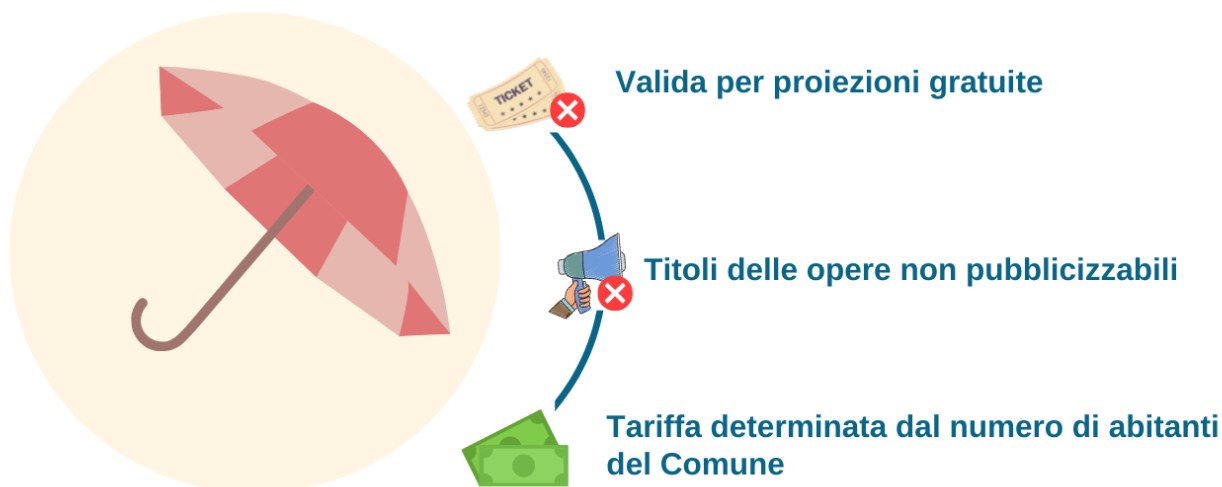 TICKET
Valida per proiezioni gratuite
Titoli delle opere non pubblicizzabili
Tariffa determinata dal numero di abitanti
del Comune